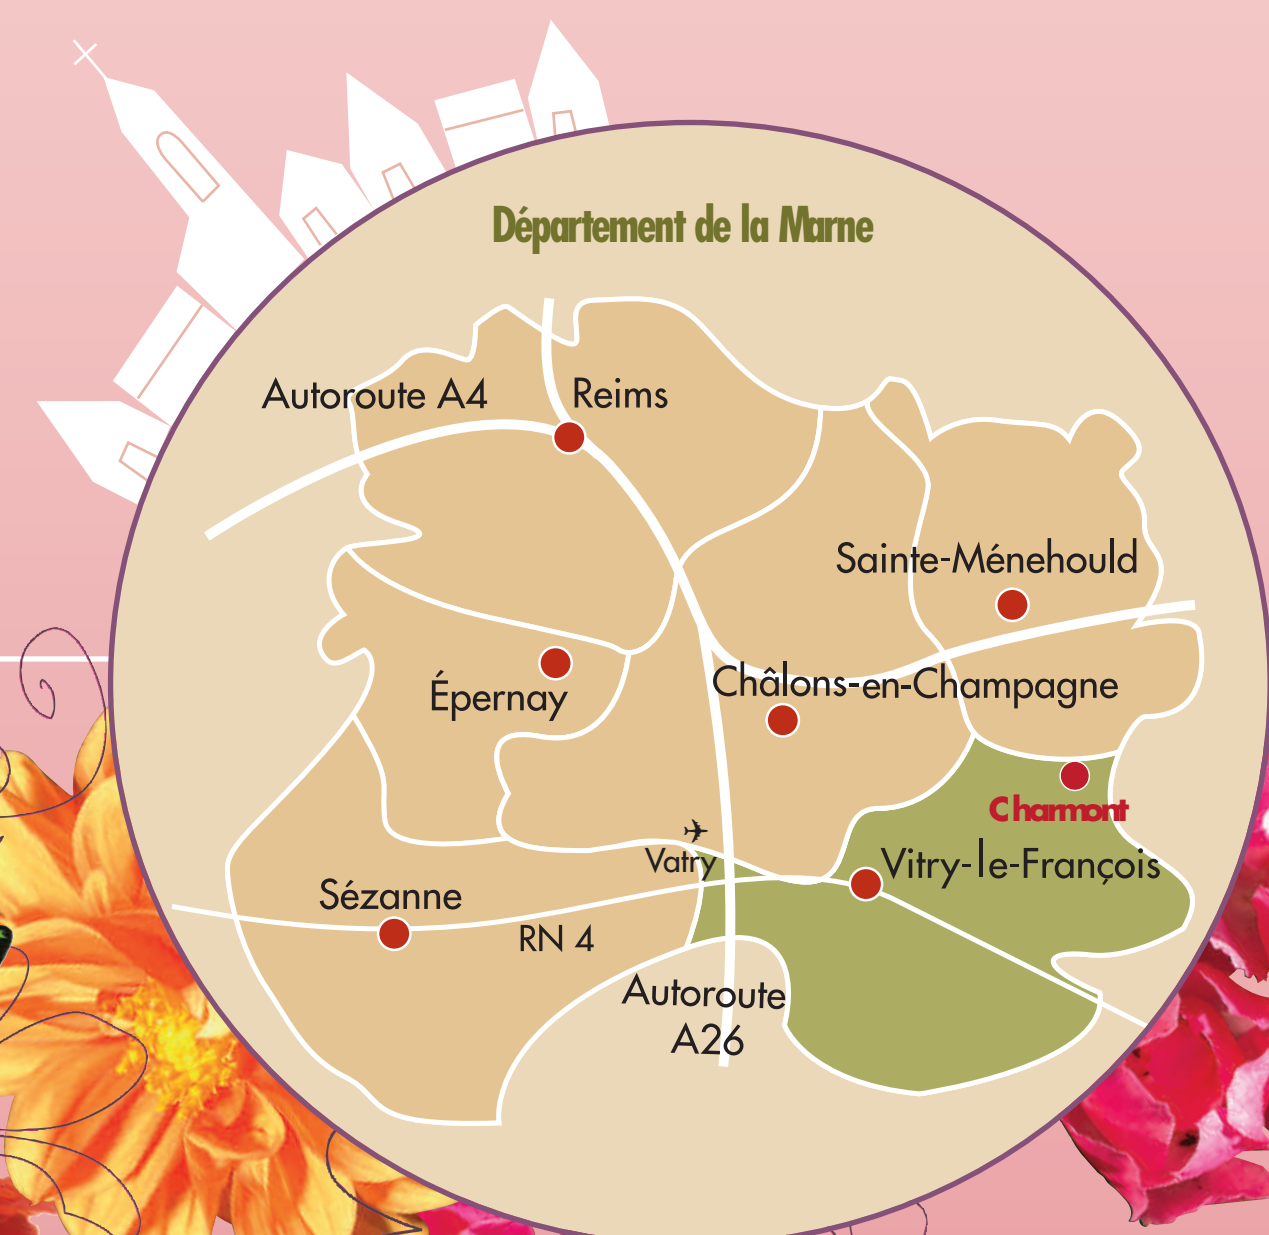 Département de la Marne
Autoroute A4
Reims
Sainte-Ménehould
Épernay
Châlons-en-Champagne
Charmont
Vatry
Vitry-le-François
Sézanne
RN 4
Autoroute
A26